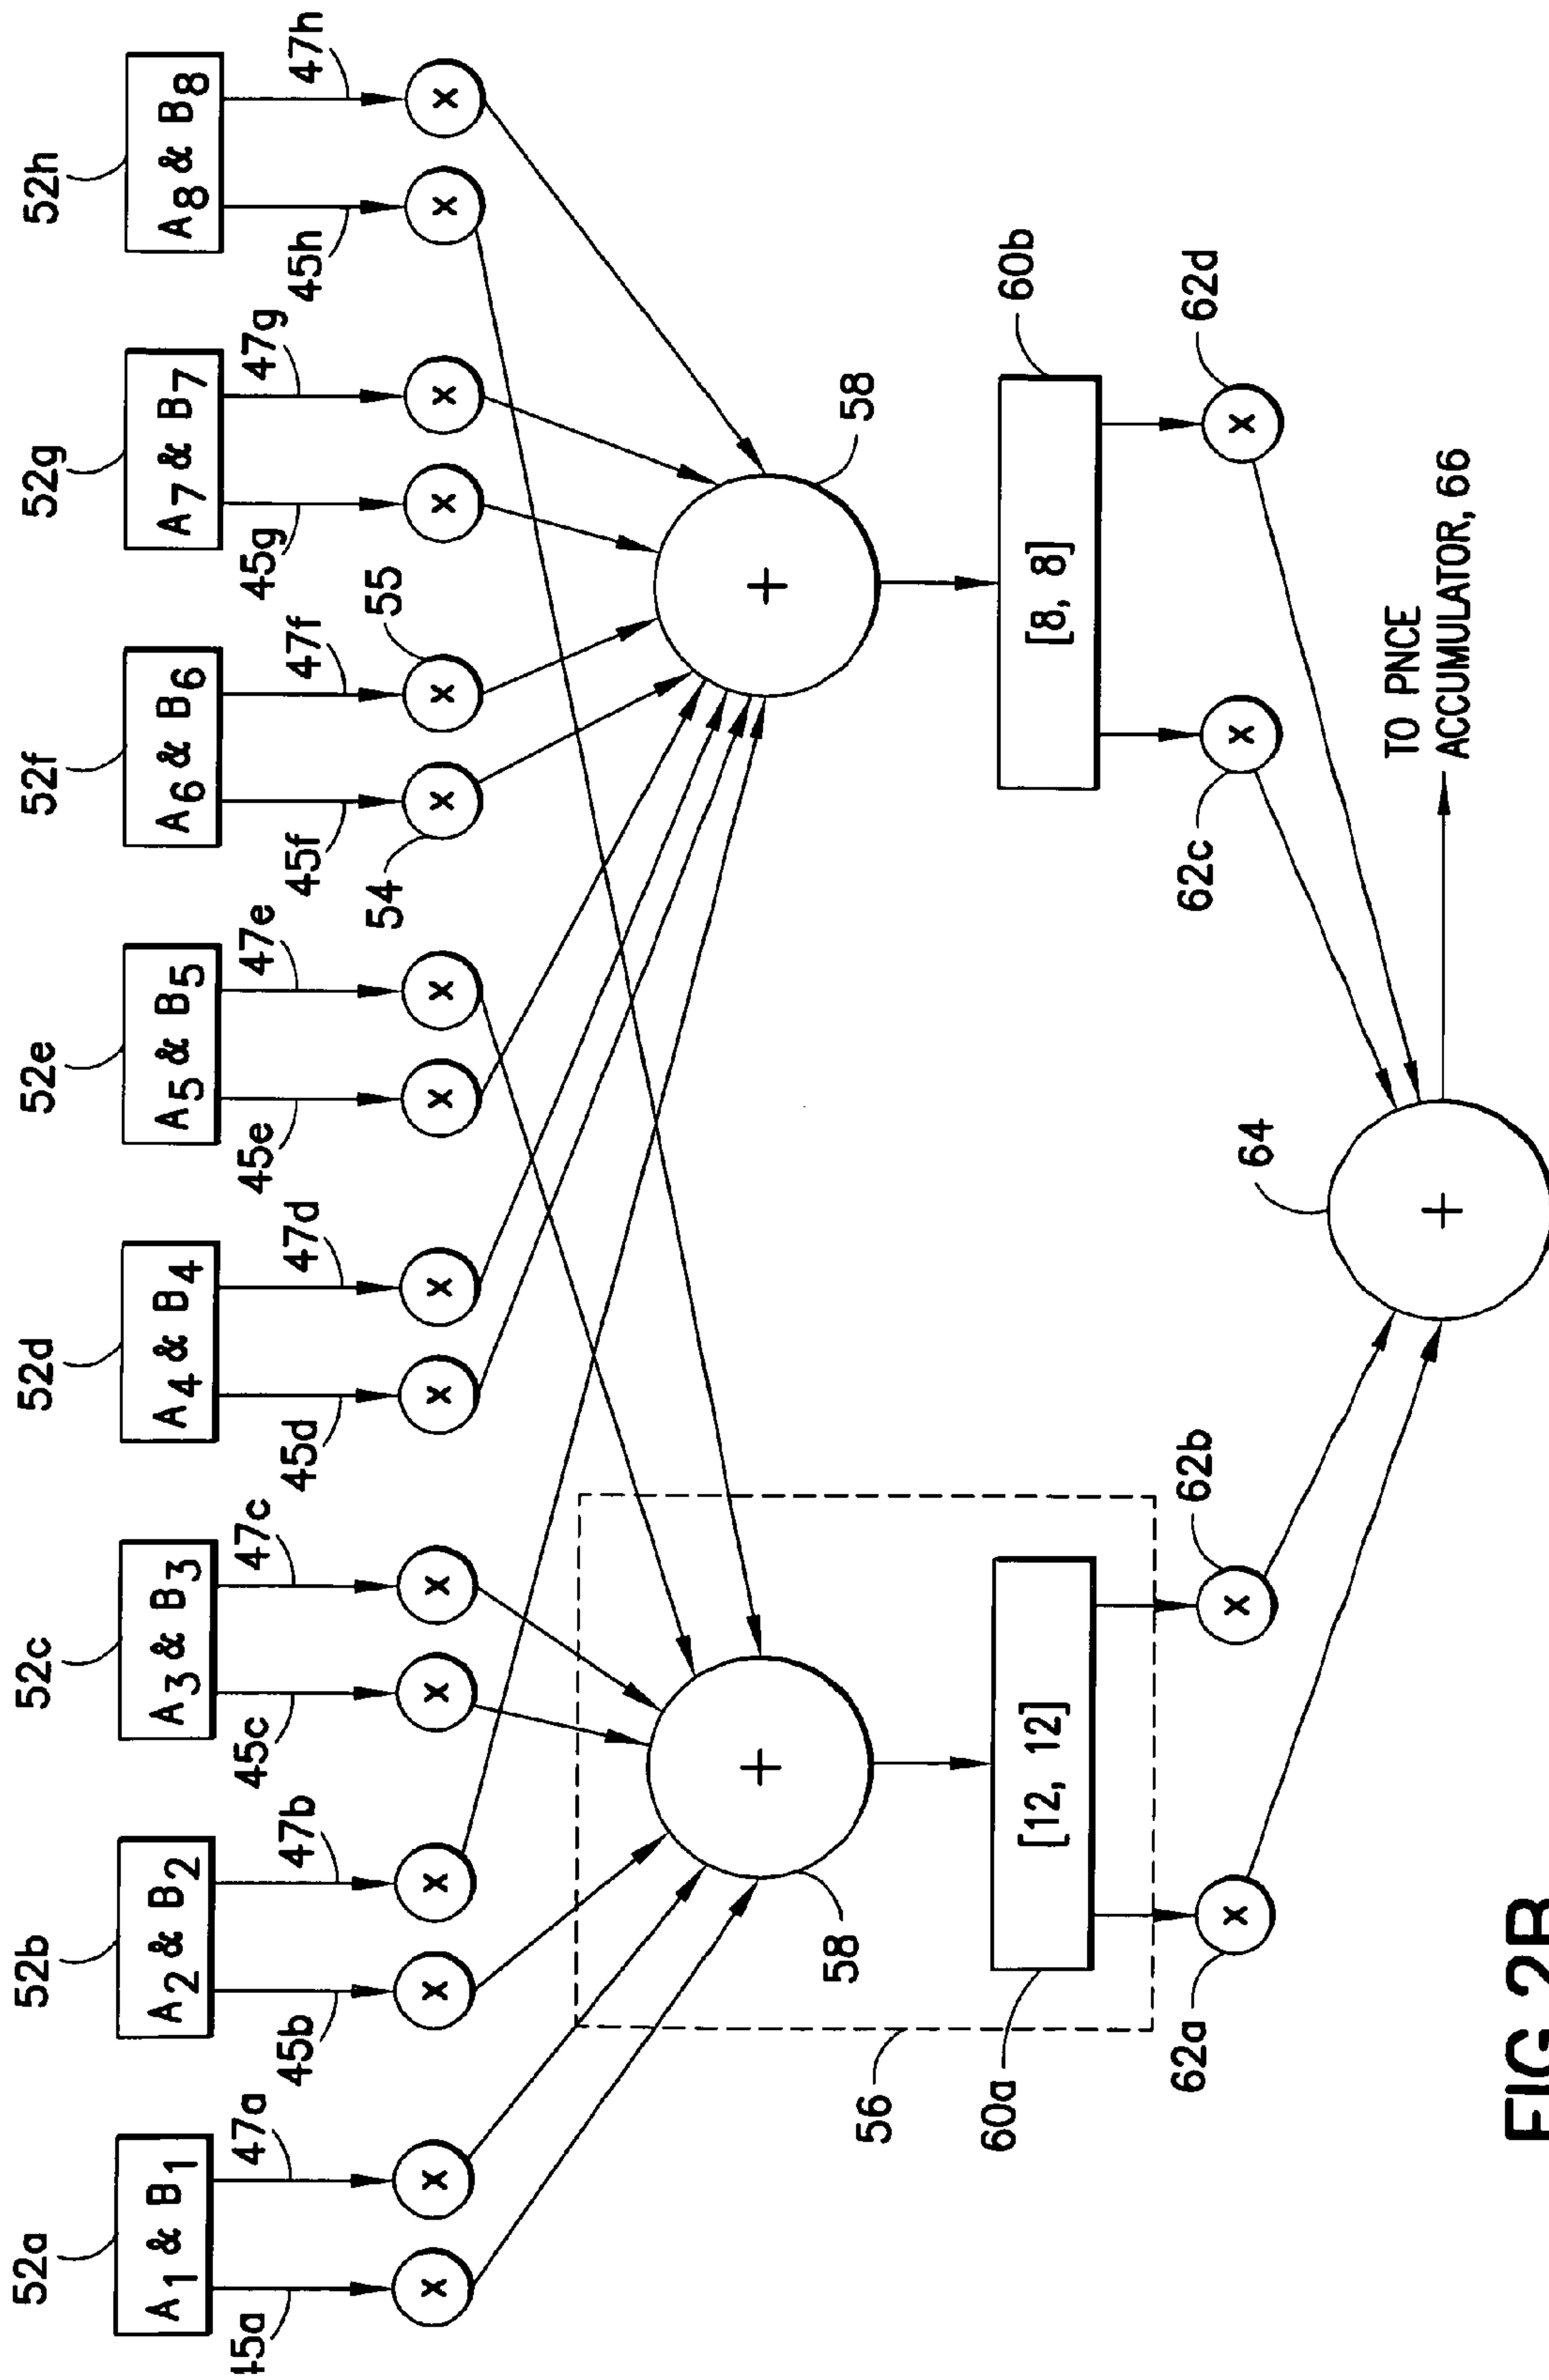 52a 52b 52c 52d 52e 52f 52g 52h
A1 & B1 A2 & B2 A3 & B3 A4 & B4 A5 & B5 A6 & B6 A7 & B7 A8 & B8
45a 47a 45b 47b 45c 47c 45d 47d 45e 47e 45f 47f 45g 47g 45h 47h
x x x x x x x x x x x x x x x x
54 55
+ +
58 58
56
60a [12, 12] [8, 8] 60b
62a x x 62b 62c x x 62d
64
+
TO PNCE
ACCUMULATOR, 66
FIG. 2B